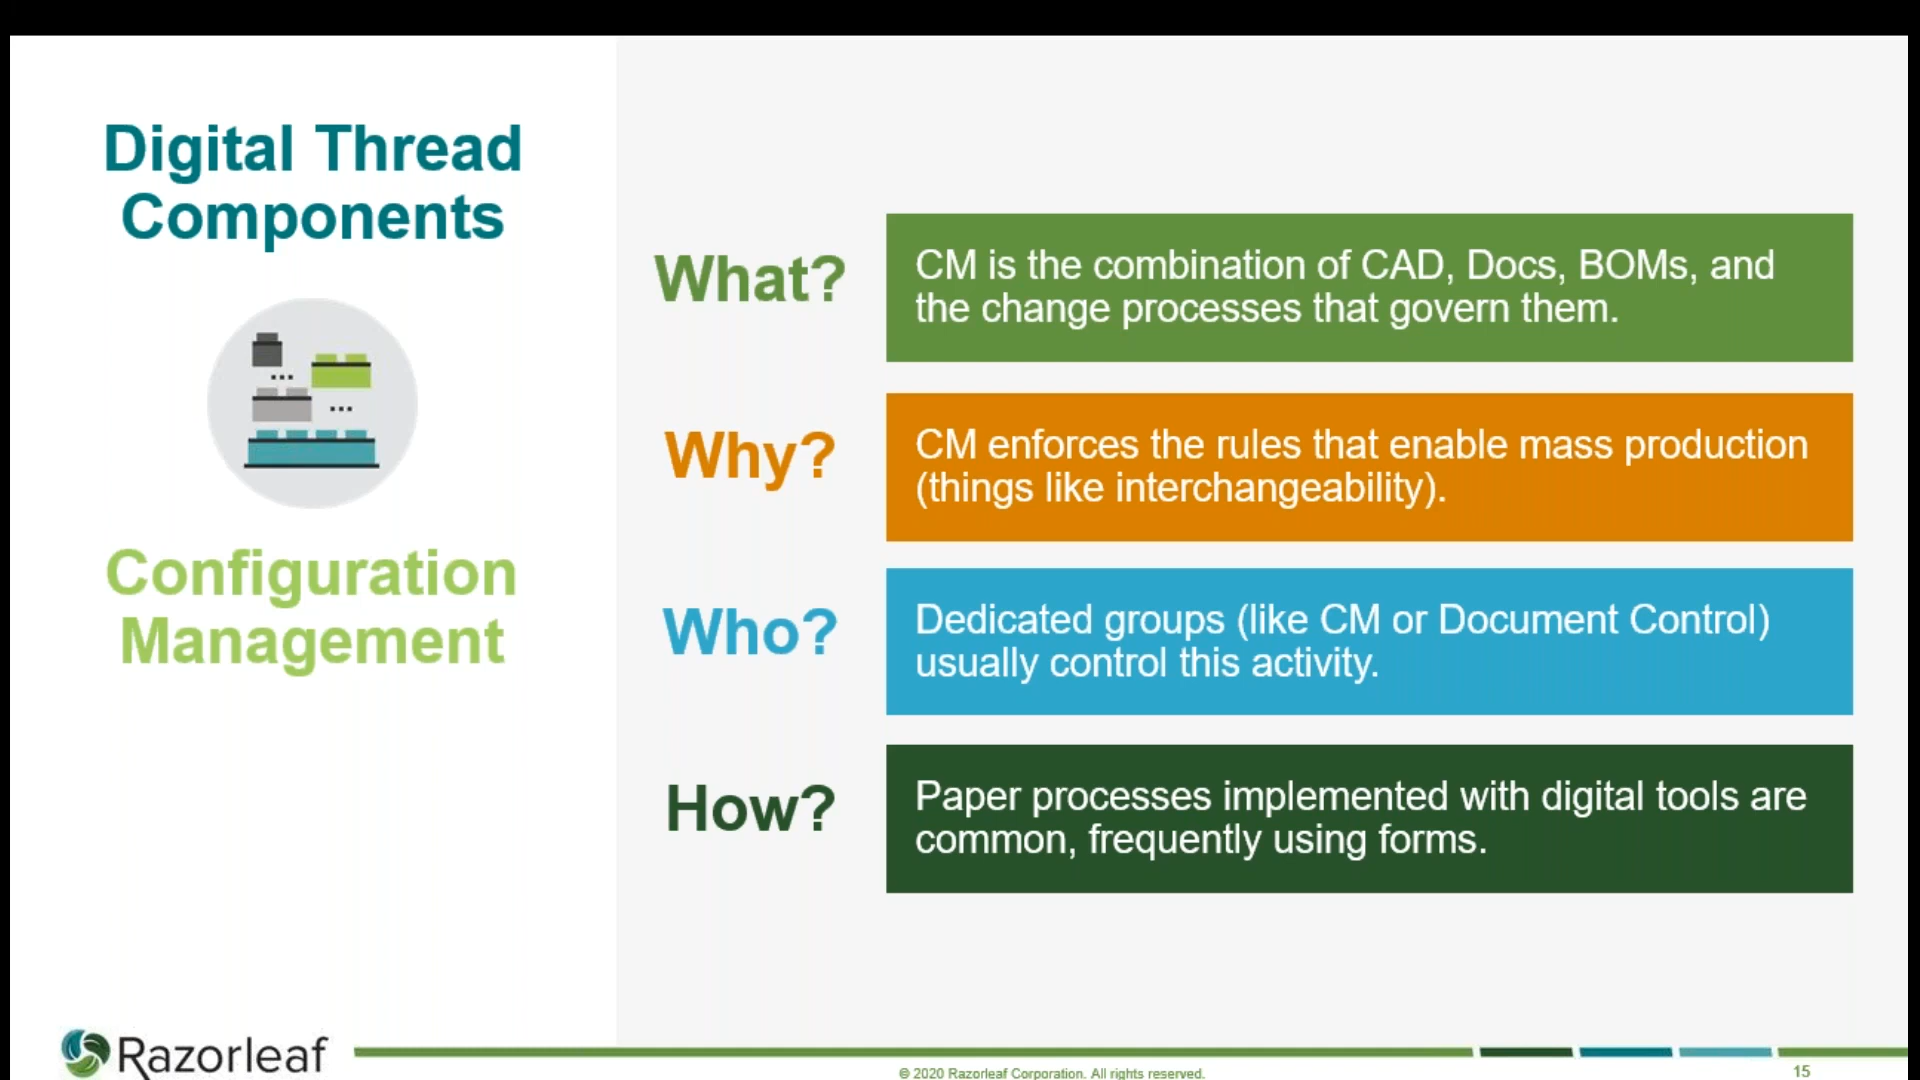 Digital Thread
Components
Configuration
Management
What?
CM is the combination of CAD, Docs, BOMs, and
the change processes that govern them.
Why?
CM enforces the rules that enable mass production
(things like interchangeability).
Who?
Dedicated groups (like CM or Document Control)
usually control this activity.
How?
Paper processes implemented with digital tools are
common, frequently using forms.
Razorleaf
© 2020 Razorleaf Corporation. All rights reserved.
15